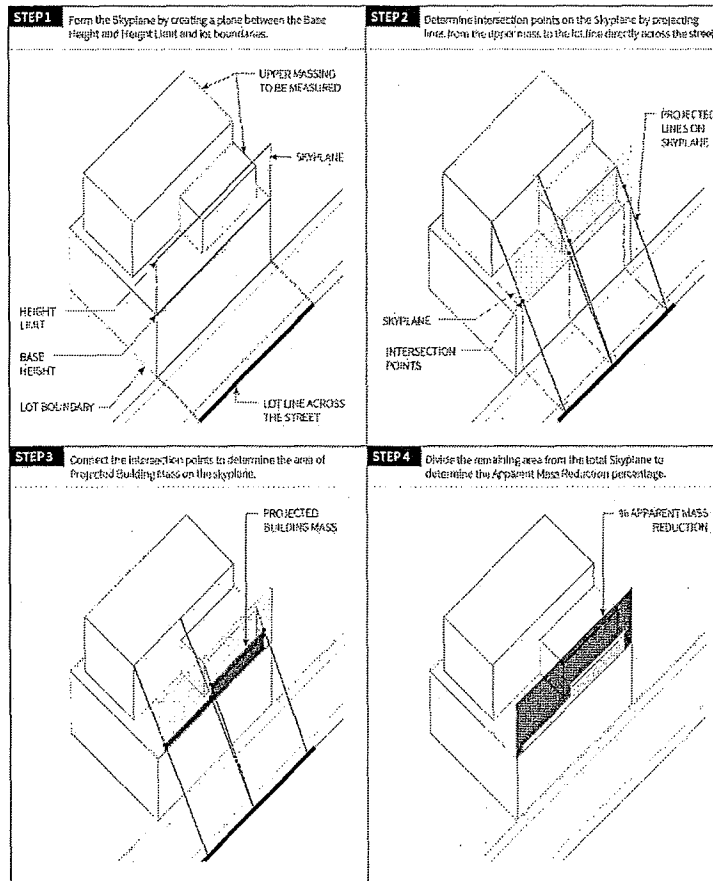 STEP 1 Form the Skyplane by creating a plane between the Base
Height and Height Limit and lot boundaries.
UPPER MASSING
TO BE MEASURED
SKYPLANE
HEIGHT
LIMIT
BASE
HEIGHT
LOT BOUNDARY
LOT LINE ACROSS
THE STREET
STEP 2 Determine intersection points on the Skyplane by projecting
lines from the upper mass to the lot line directly across the street
PROJECTED
LINES ON
SKYPLANE
SKYPLANE
INTERSECTION
POINTS
STEP 3 Connect the intersection points to determine the area of
Projected Building Mass on the skyplane.
PROJECTED
BUILDING MASS
STEP 4 Divide the remaining area from the total Skyplane to
determine the Apparent Mass Reduction percentage.
% APPARENT MASS
REDUCTION